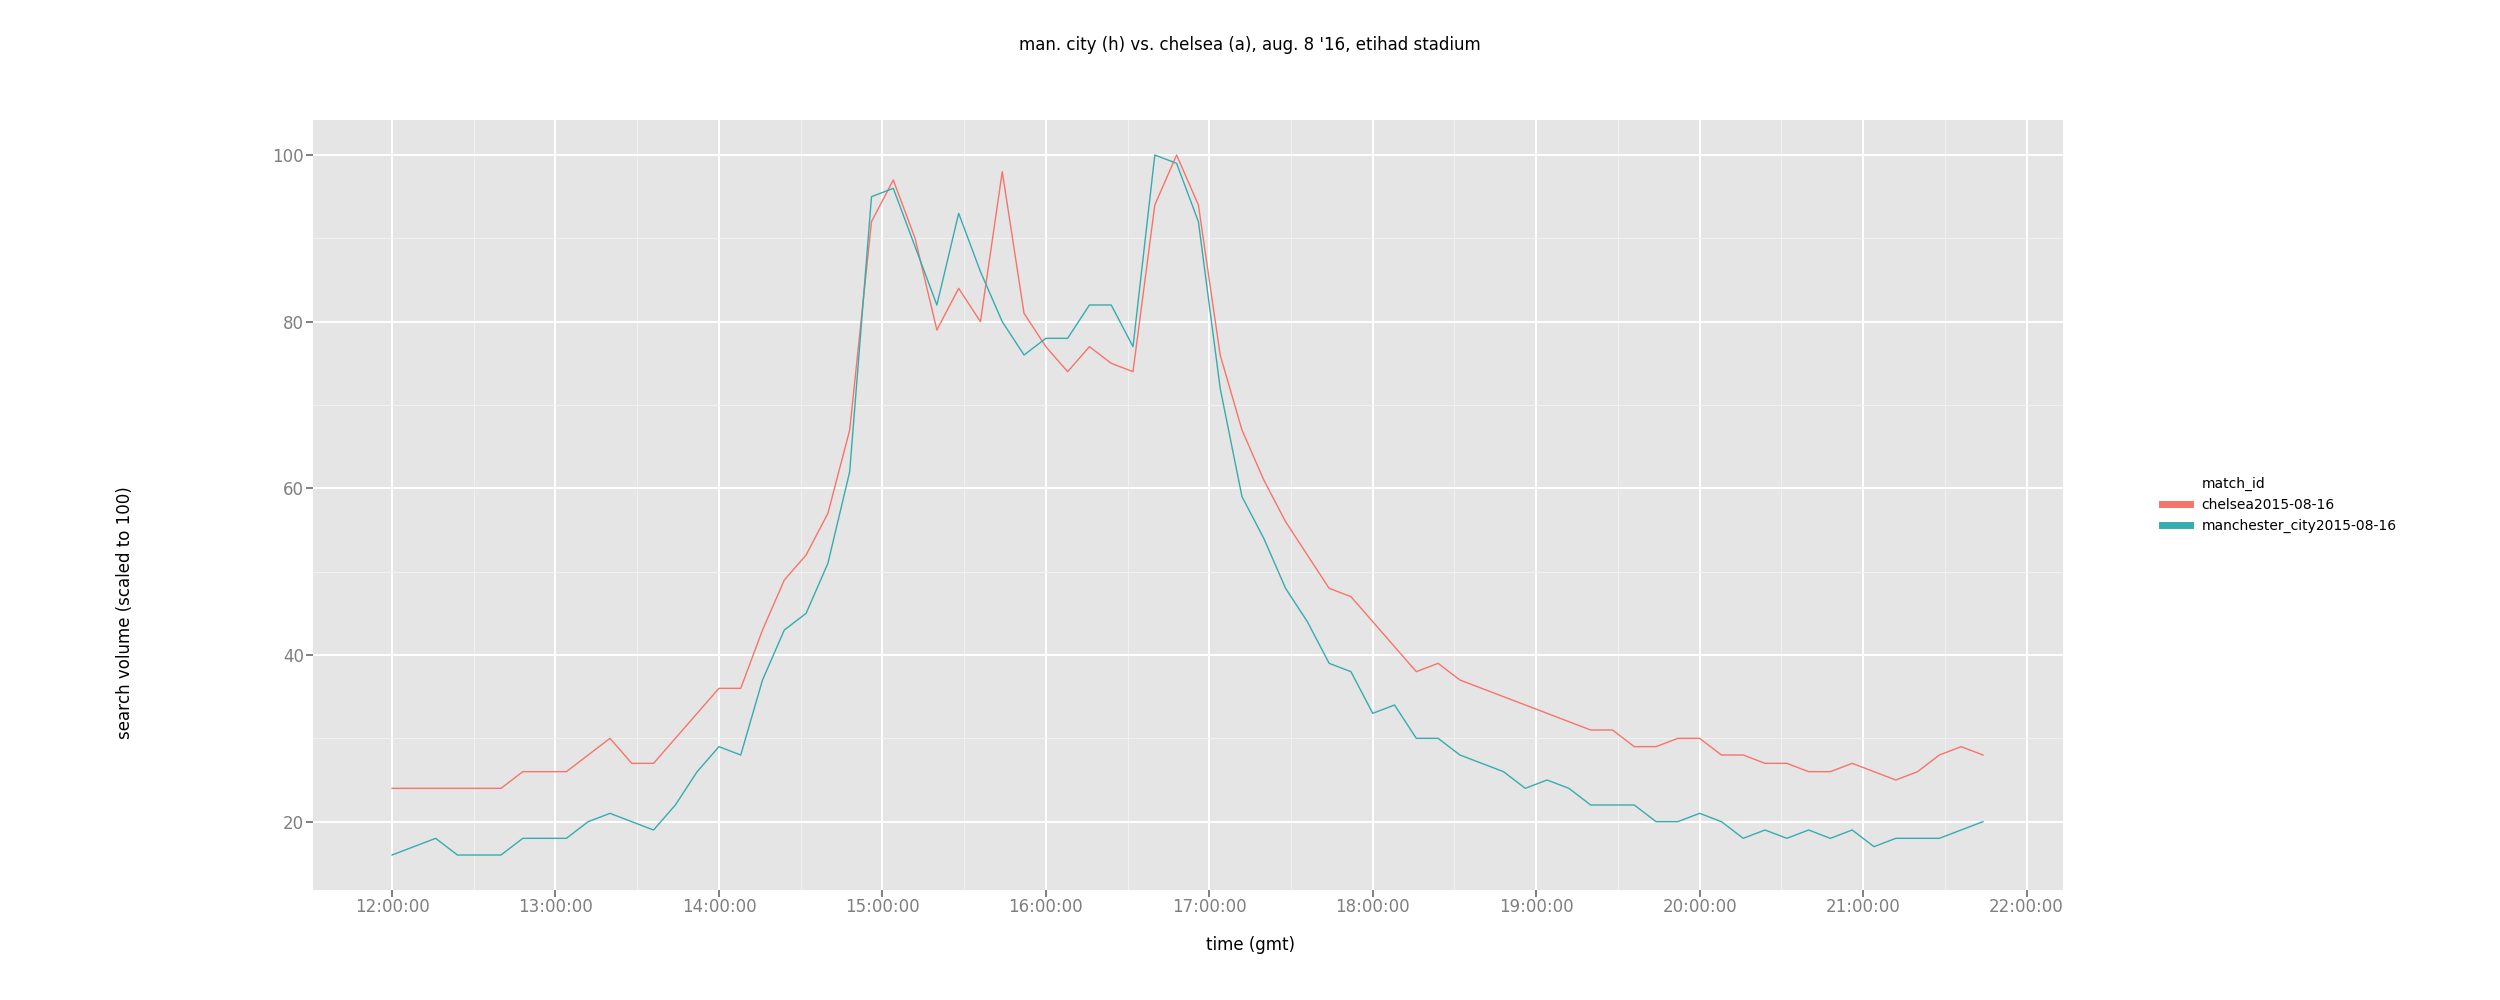 man. city (h) vs. chelsea (a), aug. 8 '16, etihad stadium
100
80
60
40
20
search volume (scaled to 100)
12:00:00
13:00:00
14:00:00
15:00:00
16:00:00
17:00:00
18:00:00
19:00:00
20:00:00
21:00:00
22:00:00
time (gmt)
match_id
chelsea2015-08-16
manchester_city2015-08-16